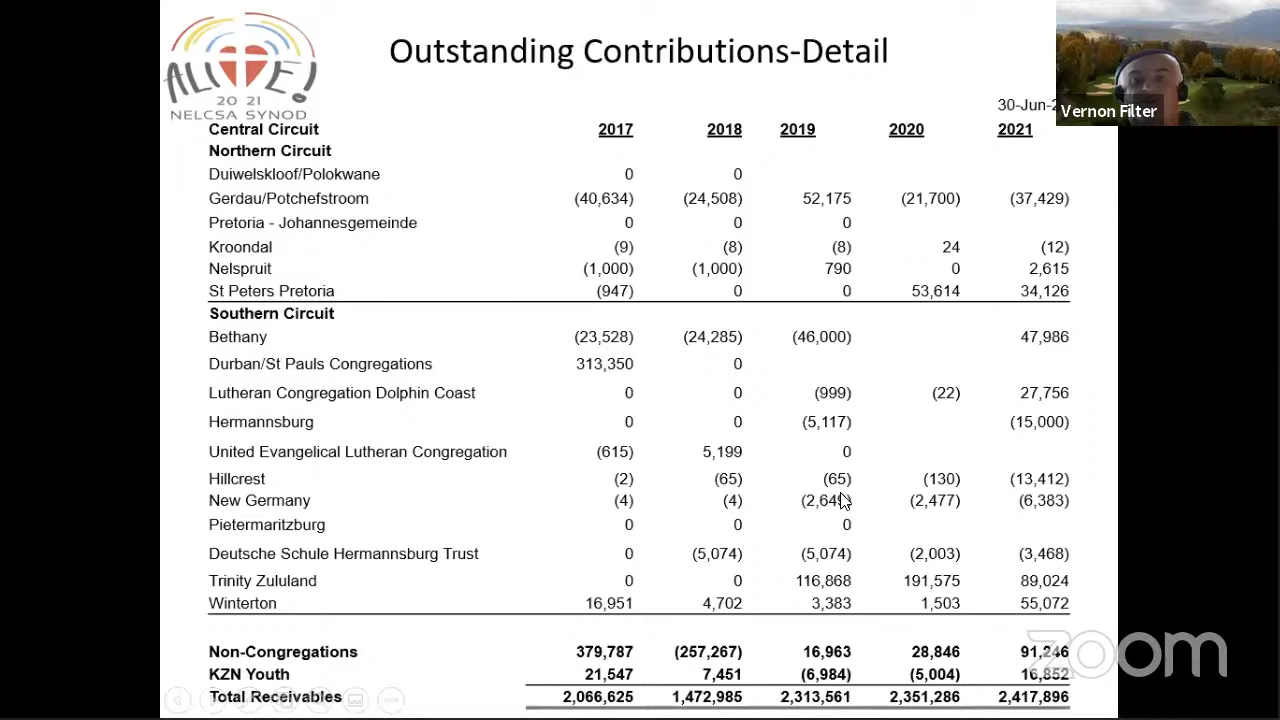 ALIVE!
20 21
NELCSA SYNOD
Outstanding Contributions-Detail
Vernon Filter
30-Jun-2
Central Circuit 2017 2018 2019 2020 2021
Northern Circuit
Duiwelskloof/Polokwane 0 0
Gerdau/Potchefstroom (40,634) (24,508) 52,175 (21,700) (37,429)
Pretoria - Johannesgemeinde 0 0 0
Kroondal (9) (8) (8) 24 (12)
Nelspruit (1,000) (1,000) 790 0 2,615
St Peters Pretoria (947) 0 0 53,614 34,126
Southern Circuit
Bethany (23,528) (24,285) (46,000) 47,986
Durban/St Pauls Congregations 313,350 0
Lutheran Congregation Dolphin Coast 0 0 (999) (22) 27,756
Hermannsburg 0 0 (5,117) (15,000)
United Evangelical Lutheran Congregation (615) 5,199 0
Hillcrest (2) (65) (65) (130) (13,412)
New Germany (4) (4) (2,477) (6,383)
Pietermaritzburg 0 0 0
Deutsche Schule Hermannsburg Trust 0 (5,074) (5,074) (2,003) (3,468)
Trinity Zululand 0 0 116,868 191,575 89,024
Winterton 16,951 4,702 3,383 1,503 55,072
Non-Congregations 379,787 (257,267) 16,963 28,846 91,246
KZN Youth 21,547 7,451 (6,984) (5,004) 16,852
Total Receivables 2,066,625 1,472,985 2,313,561 2,351,286 2,417,896
zoom